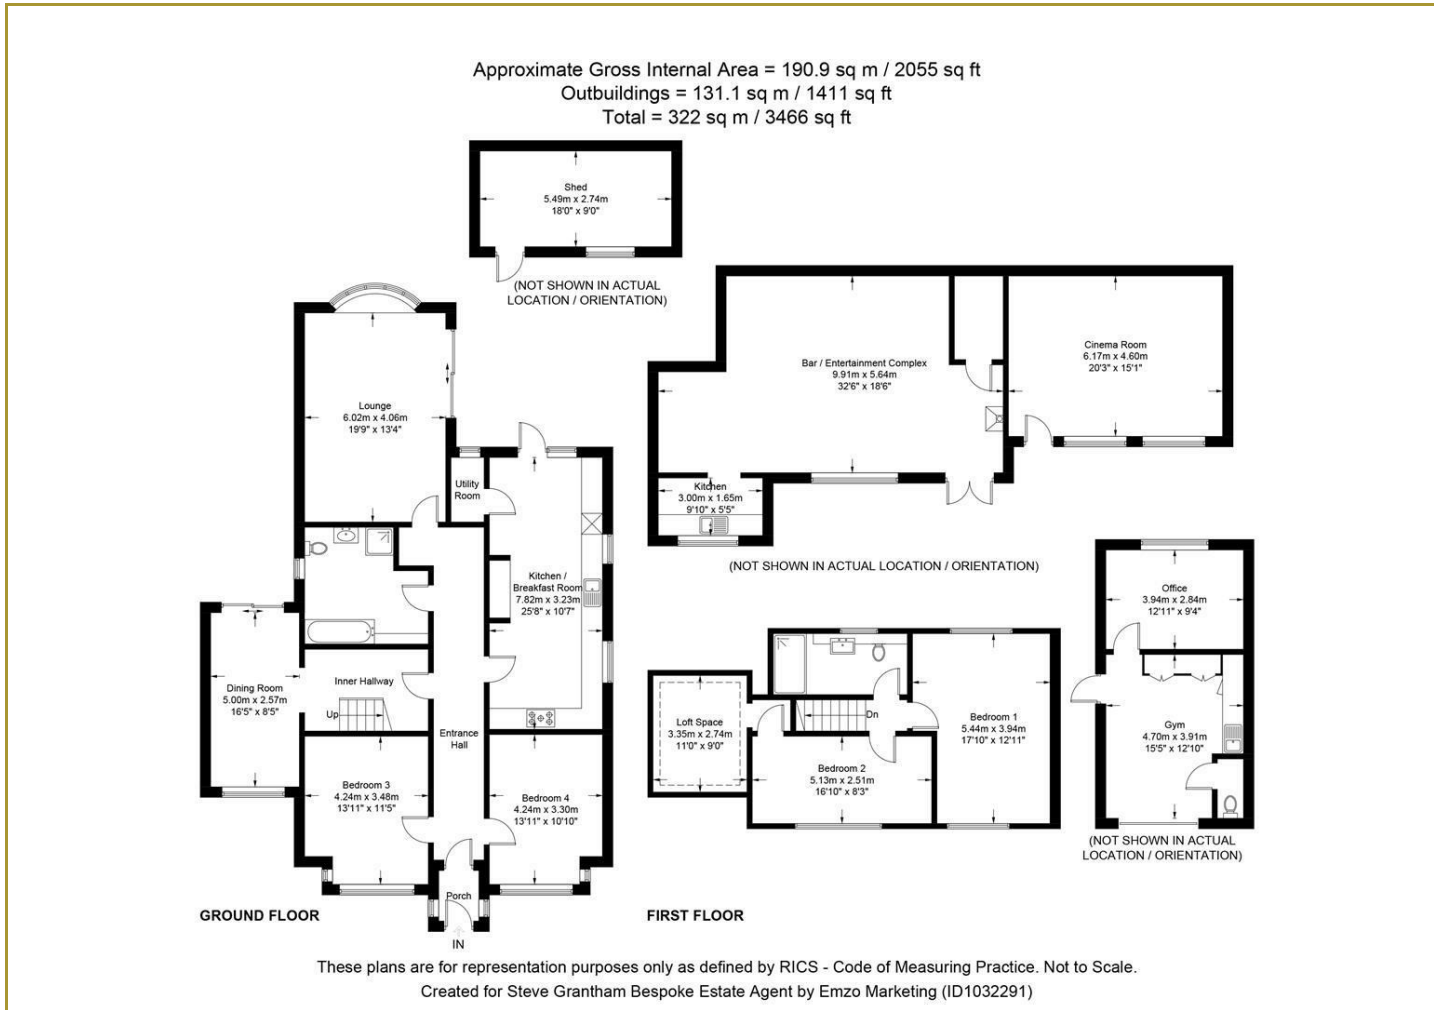 Approximate Gross Internal Area = 190.9 sq m / 2055 sq ft
Outbuildings = 131.1 sq m / 1411 sq ft
Total = 322 sq m / 3466 sq ft
Shed
5.49m x 2.74m
18'0" x 9'0"
(NOT SHOWN IN ACTUAL
LOCATION / ORIENTATION)
Lounge
6.02m x 4.06m
19'9" x 13'4"
Utility
Room
Kitchen /
Breakfast Room
7.82m x 3.23m
25'8" x 10'7"
Dining Room
5.00m x 2.57m
16'5" x 8'5"
Inner Hallway
Up
Entrance
Hall
Bedroom 3
4.24m x 3.48m
13'11" x 11'5"
Bedroom 4
4.24m x 3.30m
13'11" x 10'10"
Porch
IN
GROUND FLOOR
Bar / Entertainment Complex
9.91m x 5.64m
32'6" x 18'6"
Cinema Room
6.17m x 4.60m
20'3" x 15'1"
Kitchen
3.00m x 1.65m
9'10" x 5'5"
(NOT SHOWN IN ACTUAL LOCATION / ORIENTATION)
Loft Space
3.35m x 2.74m
11'0" x 9'0"
Dn
Bedroom 1
5.44m x 3.94m
17'10" x 12'11"
Bedroom 2
5.13m x 2.51m
16'10" x 8'3"
FIRST FLOOR
Office
3.94m x 2.84m
12'11" x 9'4"
Gym
4.70m x 3.91m
15'5" x 12'10"
(NOT SHOWN IN ACTUAL
LOCATION / ORIENTATION)
These plans are for representation purposes only as defined by RICS - Code of Measuring Practice. Not to Scale.
Created for Steve Grantham Bespoke Estate Agent by Emzo Marketing (ID1032291)